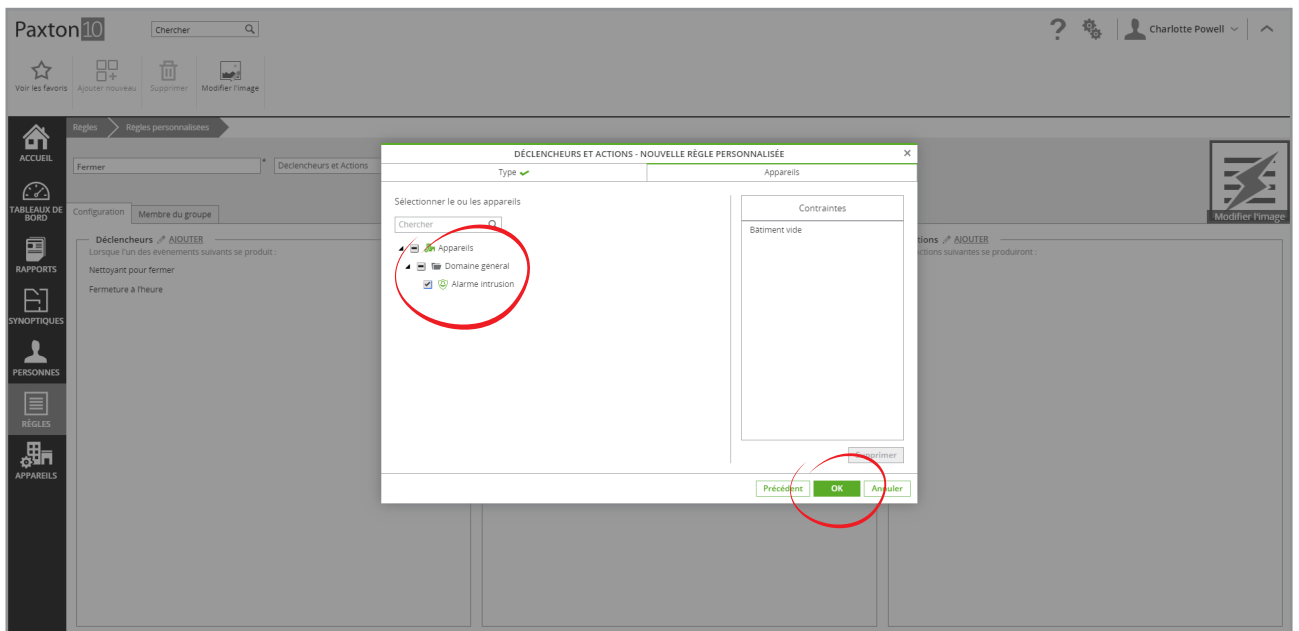 Paxton10
Chercher
Charlotte Powell
Voir les favoris
Ajouter nouveau
Supprimer
Modifier l'image
ACCUEIL
TABLEAUX DE BORD
RAPPORTS
SYNOPTIQUES
PERSONNES
RÈGLES
APPAREILS
Règles
Règles personnalisées
Fermer *
Déclencheurs et Actions
Modifier l'image
Configuration
Membre du groupe
Déclencheurs AJOUTER
Lorsque l'un des evenements suivants se produit :
Nettoyant pour fermer
Fermeture a l'heure
tions AJOUTER
ctions suivantes se produiront :
DÉCLENCHEURS ET ACTIONS - NOUVELLE RÈGLE PERSONNALISÉE
Type
Appareils
Sélectionner le ou les appareils
Chercher
Appareils
Domaine general
Alarme intrusion
Contraintes
Bâtiment vide
Supprimer
Précédent
OK
Annuler